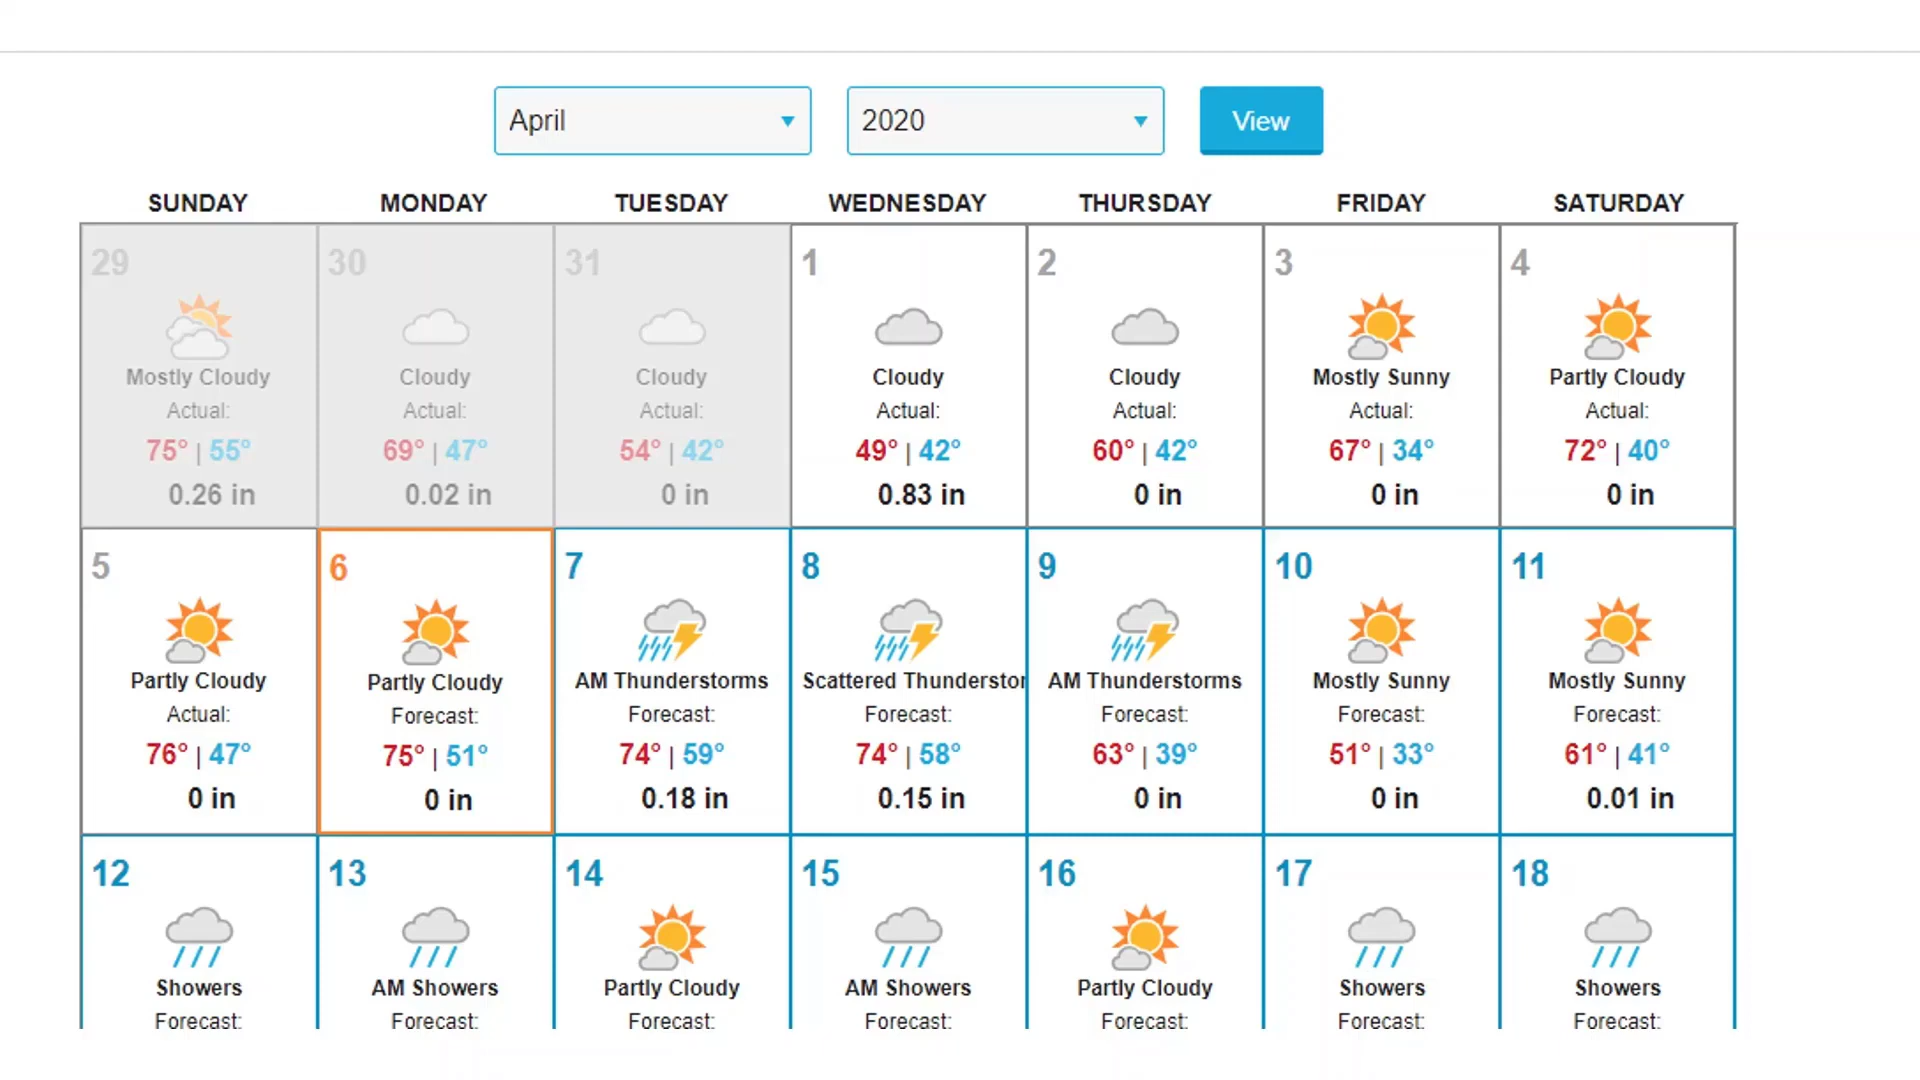 April 2020 View
SUNDAY MONDAY TUESDAY WEDNESDAY THURSDAY FRIDAY SATURDAY
29 30 31 1 2 3 4
Mostly Cloudy Cloudy Cloudy Cloudy Cloudy Mostly Sunny Partly Cloudy
Actual: Actual: Actual: Actual: Actual: Actual: Actual:
75° | 55° 69° | 47° 54° | 42° 49° | 42° 60° | 42° 67° | 34° 72° | 40°
0.26 in 0.02 in 0 in 0.83 in 0 in 0 in 0 in
5 6 7 8 9 10 11
Partly Cloudy Partly Cloudy AM Thunderstorms Scattered Thunderstor AM Thunderstorms Mostly Sunny Mostly Sunny
Actual: Forecast: Forecast: Forecast: Forecast: Forecast: Forecast:
76° | 47° 75° | 51° 74° | 59° 74° | 58° 63° | 39° 51° | 33° 61° | 41°
0 in 0 in 0.18 in 0.15 in 0 in 0 in 0.01 in
12 13 14 15 16 17 18
Showers AM Showers Partly Cloudy AM Showers Partly Cloudy Showers Showers
Forecast: Forecast: Forecast: Forecast: Forecast: Forecast: Forecast: